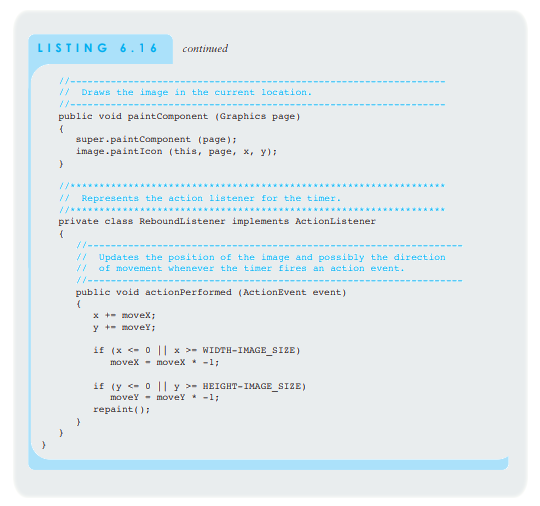 LISTING 6.16 continued
//--------------------------------------------------------------
// Draws the image in the current location.
//--------------------------------------------------------------
public void paintComponent (Graphics page)
{
super.paintComponent (page);
image.paintIcon (this, page, x, y);
}
//**************************************************************
// Represents the action listener for the timer.
//**************************************************************
private class ReboundListener implements ActionListener
{
//--------------------------------------------------------------
// Updates the position of the image and possibly the direction
// of movement whenever the timer fires an action event.
//--------------------------------------------------------------
public void actionPerformed (ActionEvent event)
{
x += moveX;
y += moveY;
if (x <= 0 || x >= WIDTH-IMAGE_SIZE)
moveX = moveX * -1;
if (y <= 0 || y >= HEIGHT-IMAGE_SIZE)
moveY = moveY * -1;
repaint();
}
}
}